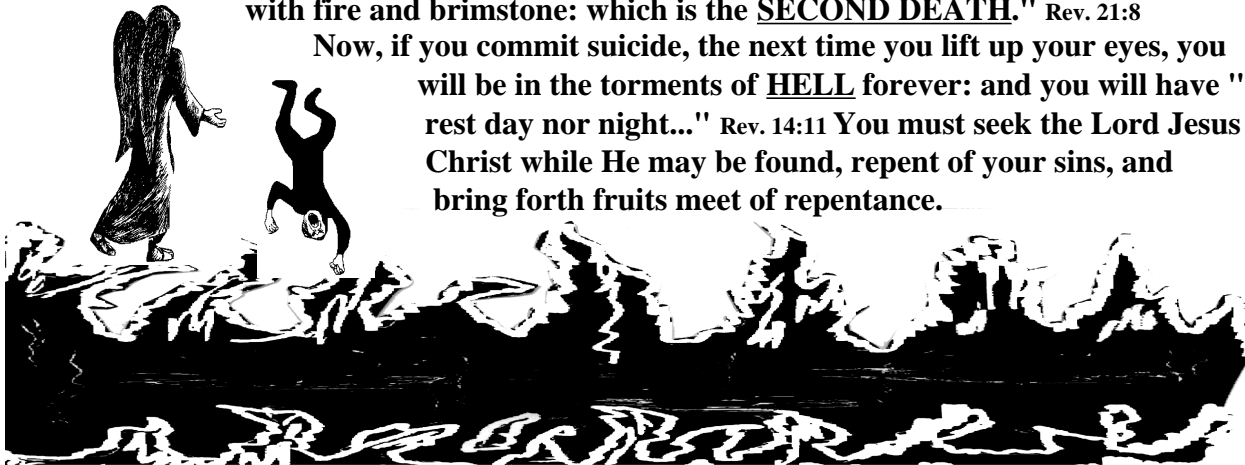 with fire and brimstone: which is the SECOND DEATH." Rev. 21:8
Now, if you commit suicide, the next time you lift up your eyes, you
will be in the torments of HELL forever: and you will have "
rest day nor night..." Rev. 14:11 You must seek the Lord Jesus
Christ while He may be found, repent of your sins, and
bring forth fruits meet of repentance.